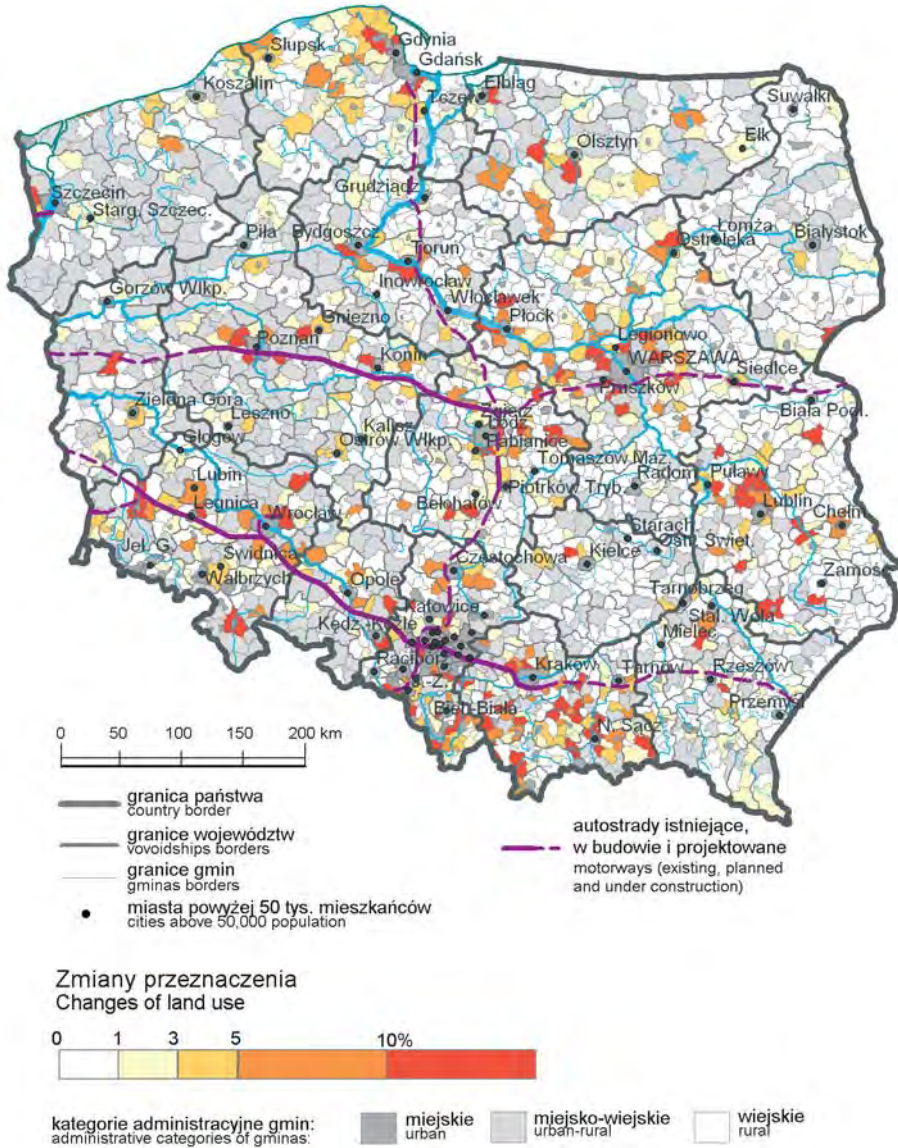 Słupsk
Gdynia
Gdańsk
Koszalin
Tczew
Elbląg
Suwałki
Olsztyn
Ełk
Szczecin
Starg. Szczec.
Grudziądz
Piła
Bydgoszcz
Toruń
Łomża
Ostrołęka
Białystok
Inowrocław
Gorzów Wlkp.
Włocławek
Gniezno
Płock
Poznań
Legionowo
Konin
WARSZAWA
Siedlce
Pruszków
Biała Podl.
Zielona Góra
Leszno
Zgierz
Łódź
Kalisz
Ostrów Wlkp.
Pabianice
Głogów
Tomaszów Maz.
Lubin
Radom
Puławy
Piotrków Tryb.
Bełchatów
Legnica
Wrocław
Lublin
Chełm
Starach.
Jel. G.
Świdnica
Częstochowa
Kielce
Ostr. Święt.
Wałbrzych
Zamość
Opole
Tarnobrzeg
Katowice
Stal. Wola
Kędz.-Koźle
Mielec
Racibórz
Kraków
Tarnów
Rzeszów
J.-Z.
Biel.-Biała
N. Sącz
Przemyśl
0 50 100 150 200 km
granica państwa
country border
granice województw
vovoidships borders
granice gmin
gminas borders
miasta powyżej 50 tys. mieszkańców
cities above 50,000 population
autostrady istniejące,
w budowie i projektowane
motorways (existing, planned
and under construction)
Zmiany przeznaczenia
Changes of land use
0 1 3 5 10%
kategorie administracyjne gmin:
administrative categories of gminas:
miejskie
urban
miejsko-wiejskie
urban-rural
wiejskie
rural